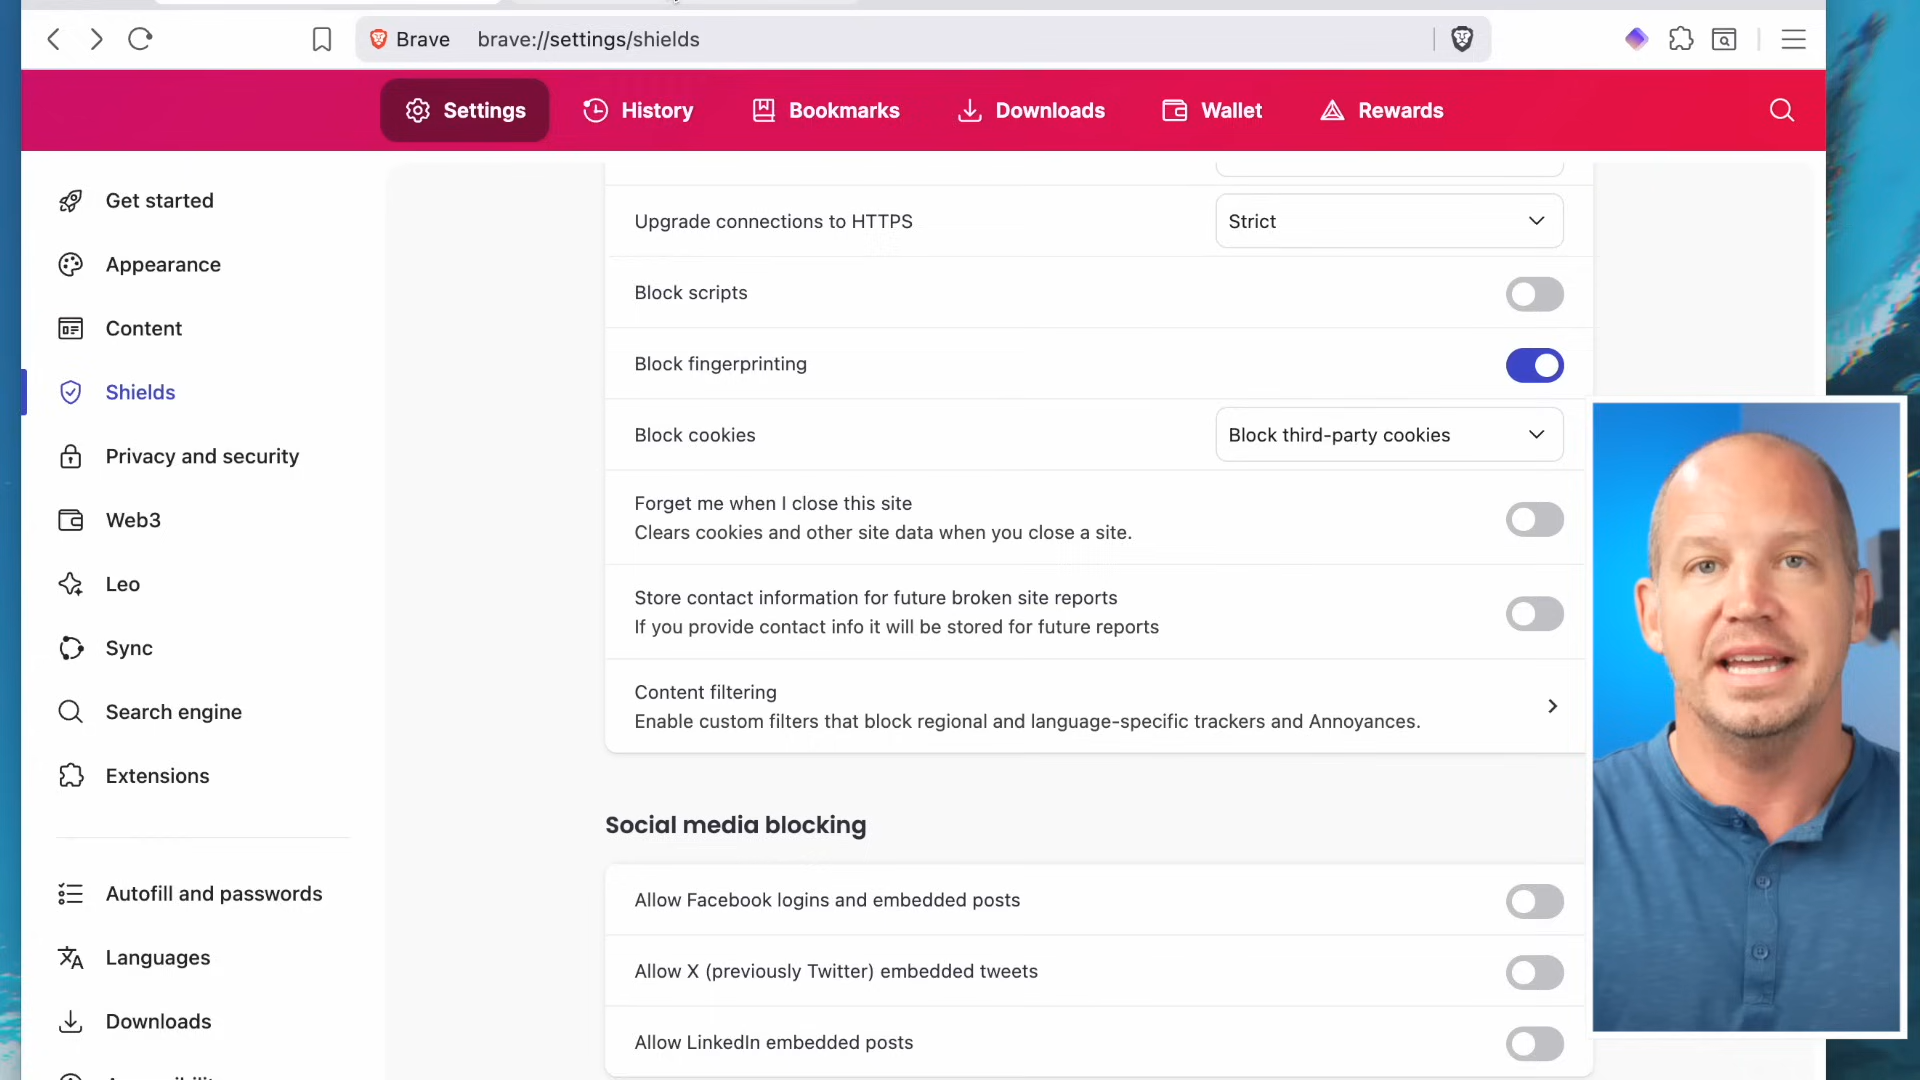 Brave brave://settings/shields
Settings History Bookmarks Downloads Wallet Rewards
Get started
Appearance
Content
Shields
Privacy and security
Web3
Leo
Sync
Search engine
Extensions
Autofill and passwords
Languages
Downloads
Upgrade connections to HTTPS Strict
Block scripts
Block fingerprinting
Block cookies Block third-party cookies
Forget me when I close this site
Clears cookies and other site data when you close a site.
Store contact information for future broken site reports
If you provide contact info it will be stored for future reports
Content filtering
Enable custom filters that block regional and language-specific trackers and Annoyances.
Social media blocking
Allow Facebook logins and embedded posts
Allow X (previously Twitter) embedded tweets
Allow LinkedIn embedded posts